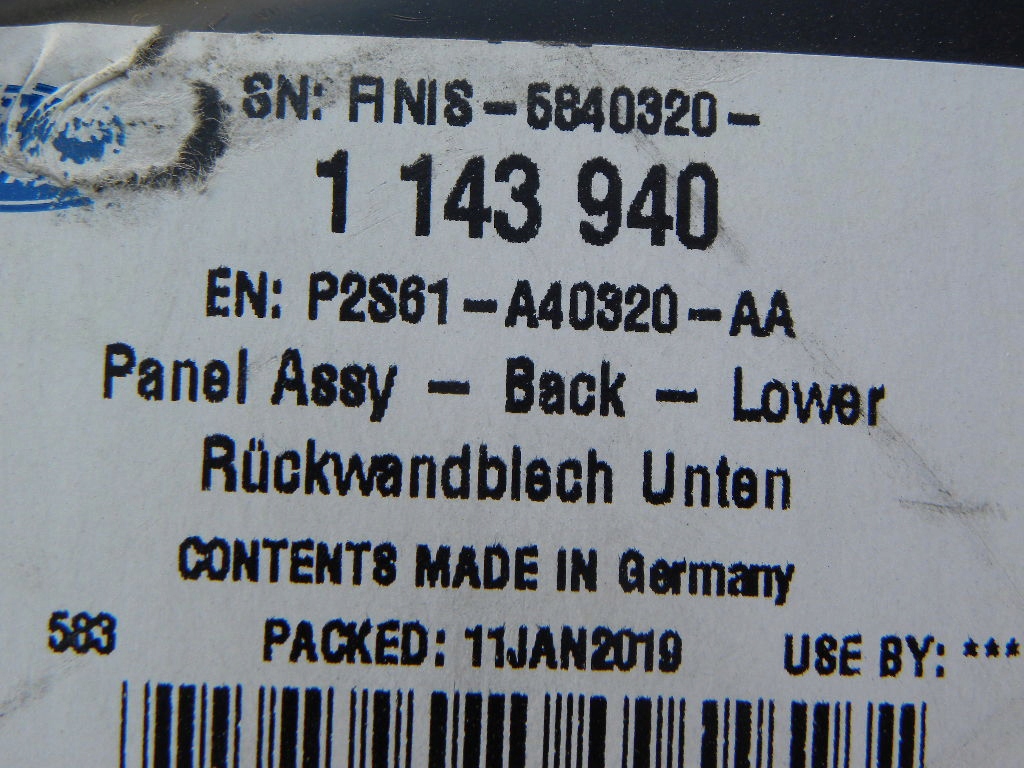 SN: FINIS-5840320-
1 143 940
EN: P2S61-A40320-AA
Panel Assy - Back - Lower
Rückwandblech Unten
CONTENTS MADE IN Germany
583 PACKED: 11JAN2019 USE BY: ***